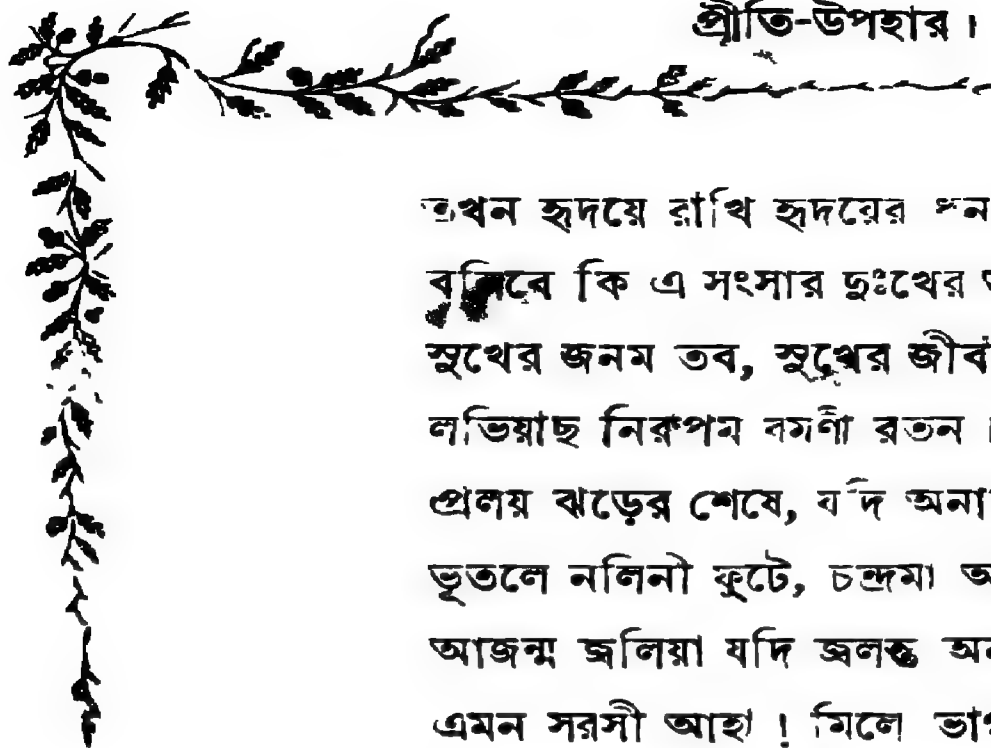 প্রীতি-উপহার।
তখন হৃদয়ে রাখি হৃদয়ের ধন
কি এ সংসার দুঃখের
সুখের জনম তব, সুখের
লভিয়াছ নিরুপম রমণী রতন
প্রলয় ঝড়ের শেষে, যদি
ভূতলে নলিনী ফুটে, চন্দ্রমা
আজন্ম জ্বলিয়া যদি জ্বলন্ত
এমন সরসী আহা ! মিলে